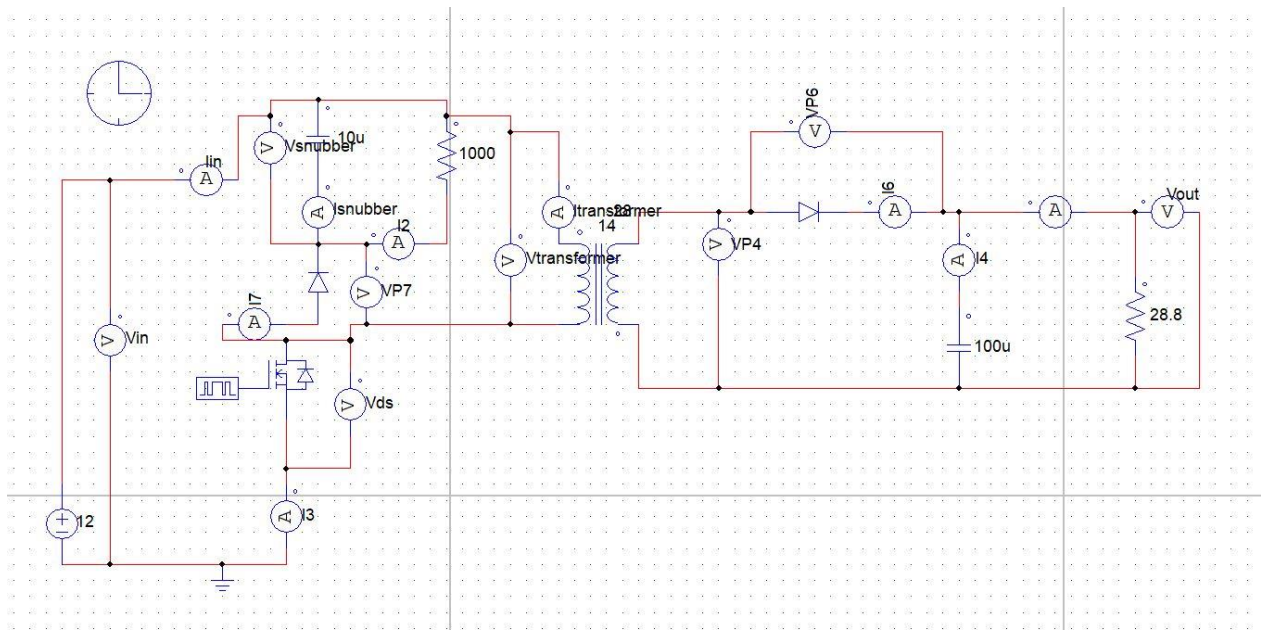 VP6
V
10u
V
Vsnubber
1000
Iin
A
I6
A
Isnubber
A
I2
A
A
Itransformer
14
A
A
Vout
V
V
VP4
V
Vtransformer
A
I4
V
VP7
I7
A
V
Vin
28.8
100u
V
Vds
12
A
I3